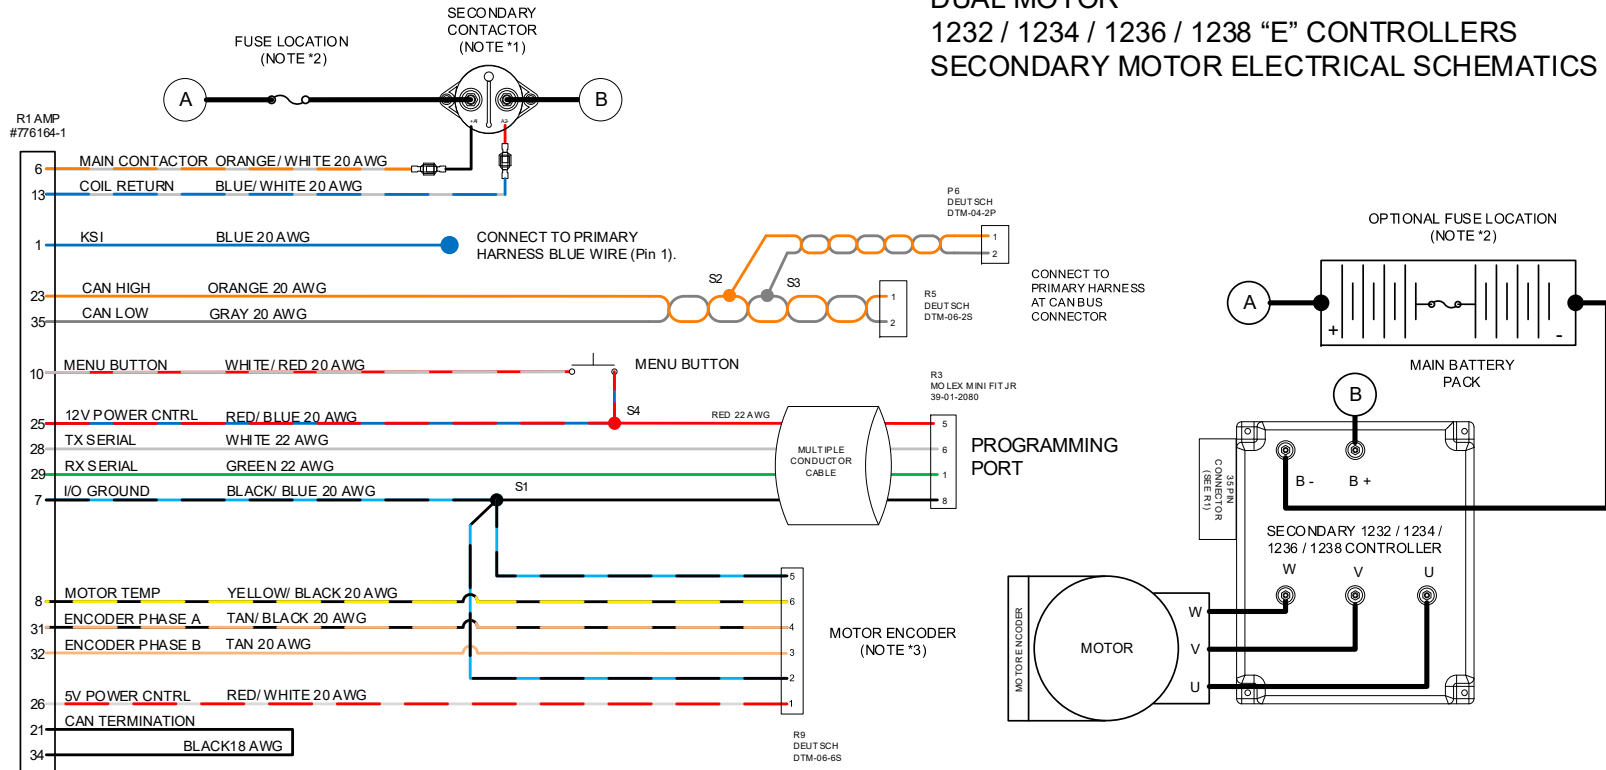 DUAL MOTOR
1232 / 1234 / 1236 / 1238 “E” CONTROLLERS
SECONDARY MOTOR ELECTRICAL SCHEMATICS
SECONDARY
CONTACTOR
(NOTE *1)
FUSE LOCATION
(NOTE *2)
A
B
+A1
A2
R1 AMP
#776164-1
6 MAIN CONTACTOR ORANGE/ WHITE 20 AWG
13 COIL RETURN BLUE/ WHITE 20 AWG
1 KSI BLUE 20 AWG
CONNECT TO PRIMARY
HARNESS BLUE WIRE (Pin 1).
23 CAN HIGH ORANGE 20 AWG
35 CAN LOW GRAY 20 AWG
S2
S3
P6
DEUTSCH
DTM-04-2P
1
2
R5
DEUTSCH
DTM-06-2S
1
2
CONNECT TO
PRIMARY HARNESS
AT CAN BUS
CONNECTOR
10 MENU BUTTON WHITE/ RED 20 AWG
MENU BUTTON
25 12V POWER CNTRL RED/ BLUE 20 AWG
S4
RED 22 AWG
28 TX SERIAL WHITE 22 AWG
29 RX SERIAL GREEN 22 AWG
7 I/O GROUND BLACK/ BLUE 20 AWG
S1
MULTIPLE
CONDUCTOR
CABLE
R3
MOLEX MINI FIT JR
39-01-2080
5
6
1
8
PROGRAMMING
PORT
8 MOTOR TEMP YELLOW/ BLACK 20 AWG
31 ENCODER PHASE A TAN/ BLACK 20 AWG
32 ENCODER PHASE B TAN 20 AWG
26 5V POWER CNTRL RED/ WHITE 20 AWG
21 CAN TERMINATION
34 BLACK18 AWG
5
6
4
3
2
1
MOTOR ENCODER
(NOTE *3)
R9
DEUTSCH
DTM-06-6S
OPTIONAL FUSE LOCATION
(NOTE *2)
A
+
-
MAIN BATTERY
PACK
B
35 PIN
CONNECTOR
(SEE R1)
B -
B +
SECONDARY 1232 / 1234 /
1236 / 1238 CONTROLLER
W
V
U
MOTOR ENCODER
MOTOR
W
V
U